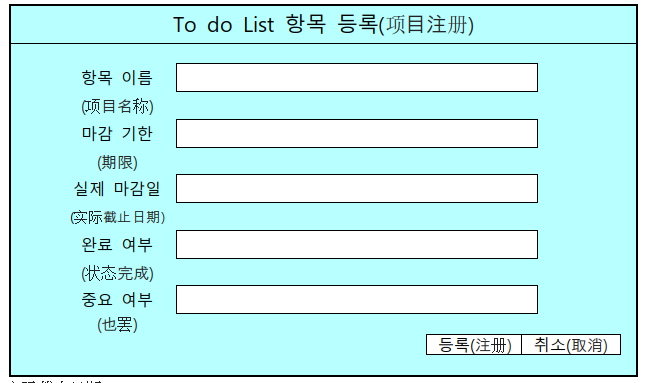 To do List 항목 등록(项目注册)
항목 이름
(项目名称)
마감 기한
(期限)
실제 마감일
(实际截止日期)
완료 여부
(状态完成)
중요 여부
(也罢)
등록(注册) 취소(取消)